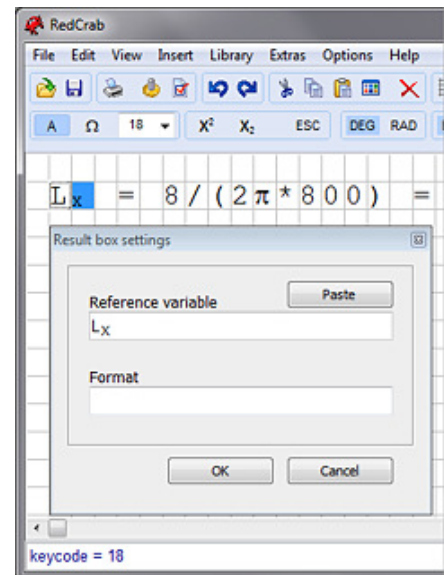 RedCrab
File Edit View Insert Library Extras Options Help
A Ω 18 X² X₂ ESC DEG RAD
Lₓ = 8/(2π*800) =
Result box settings
Reference variable Paste
Lₓ
Format
OK Cancel
keycode = 18